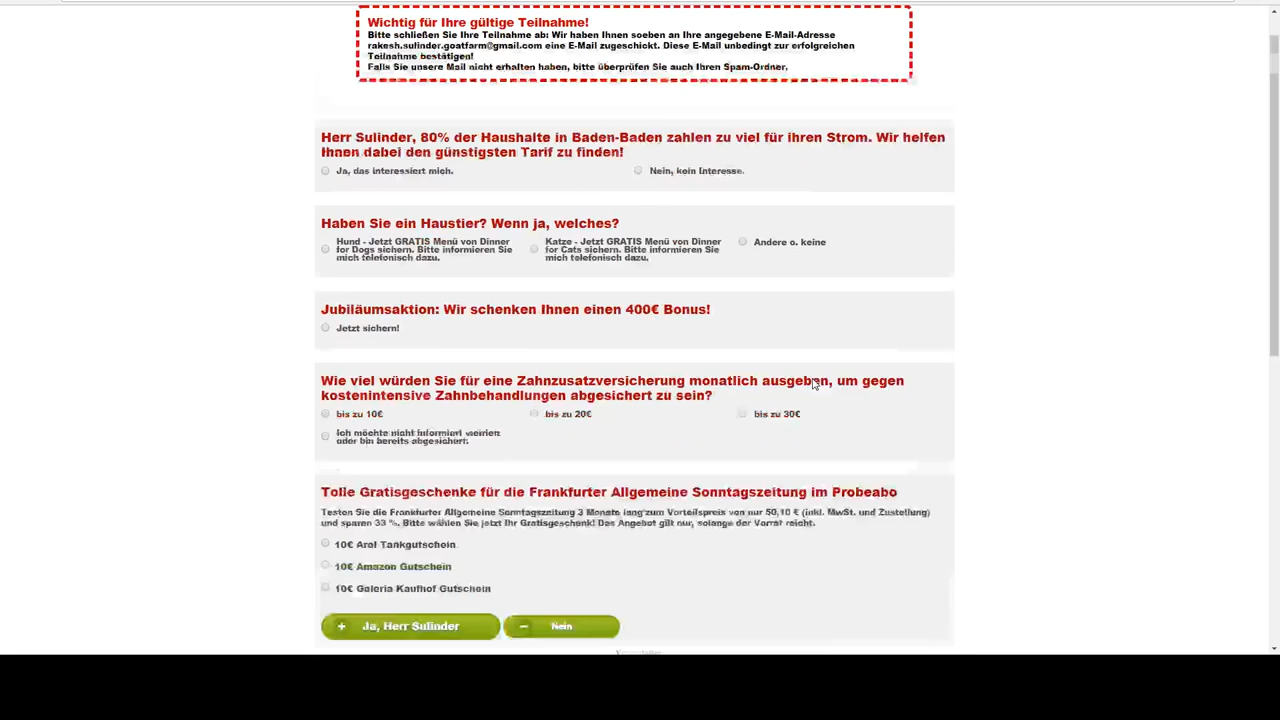 Wichtig für Ihre gültige Teilnahme!
Bitte schließen Sie Ihre Teilnahme ab: Wir haben Ihnen soeben an Ihre angegebene E-Mail-Adresse
rakesh.sulinder.goatfarm@gmail.com eine E-Mail zugeschickt. Diese E-Mail unbedingt zur erfolgreichen
Teilnahme bestätigen!
Falls Sie unsere Mail nicht erhalten haben, bitte überprüfen Sie auch Ihren Spam-Ordner.
Herr Sulinder, 80% der Haushalte in Baden-Baden zahlen zu viel für ihren Strom. Wir helfen
Ihnen dabei den günstigsten Tarif zu finden!
Ja, das interessiert mich.
Nein, kein Interesse.
Haben Sie ein Haustier? Wenn ja, welches?
Hund - Jetzt GRATIS Menü von Dinner
for Dogs sichern. Bitte informieren Sie
mich telefonisch dazu.
Katze - Jetzt GRATIS Menü von Dinner
for Cats sichern. Bitte informieren Sie
mich telefonisch dazu.
Andere o. keine
Jubiläumsaktion: Wir schenken Ihnen einen 400€ Bonus!
Jetzt sichern!
Wie viel würden Sie für eine Zahnzusatzversicherung monatlich ausgeben, um gegen
kostenintensive Zahnbehandlungen abgesichert zu sein?
bis zu 10€
bis zu 20€
bis zu 30€
Ich möchte nicht informiert werden
oder bin bereits abgesichert.
Tolle Gratisgeschenke für die Frankfurter Allgemeine Sonntagszeitung im Probeabo
Testen Sie die Frankfurter Allgemeine Sonntagszeitung 3 Monate lang zum Vorteilspreis von nur 50,10 € (inkl. MwSt. und Zustellung)
und sparen 33 %. Bitte wählen Sie jetzt Ihr Gratisgeschenk! Das Angebot gilt nur, solange der Vorrat reicht.
10€ Aral Tankgutschein
10€ Amazon Gutschein
10€ Galeria Kaufhof Gutschein
+ Ja, Herr Sulinder
− Nein